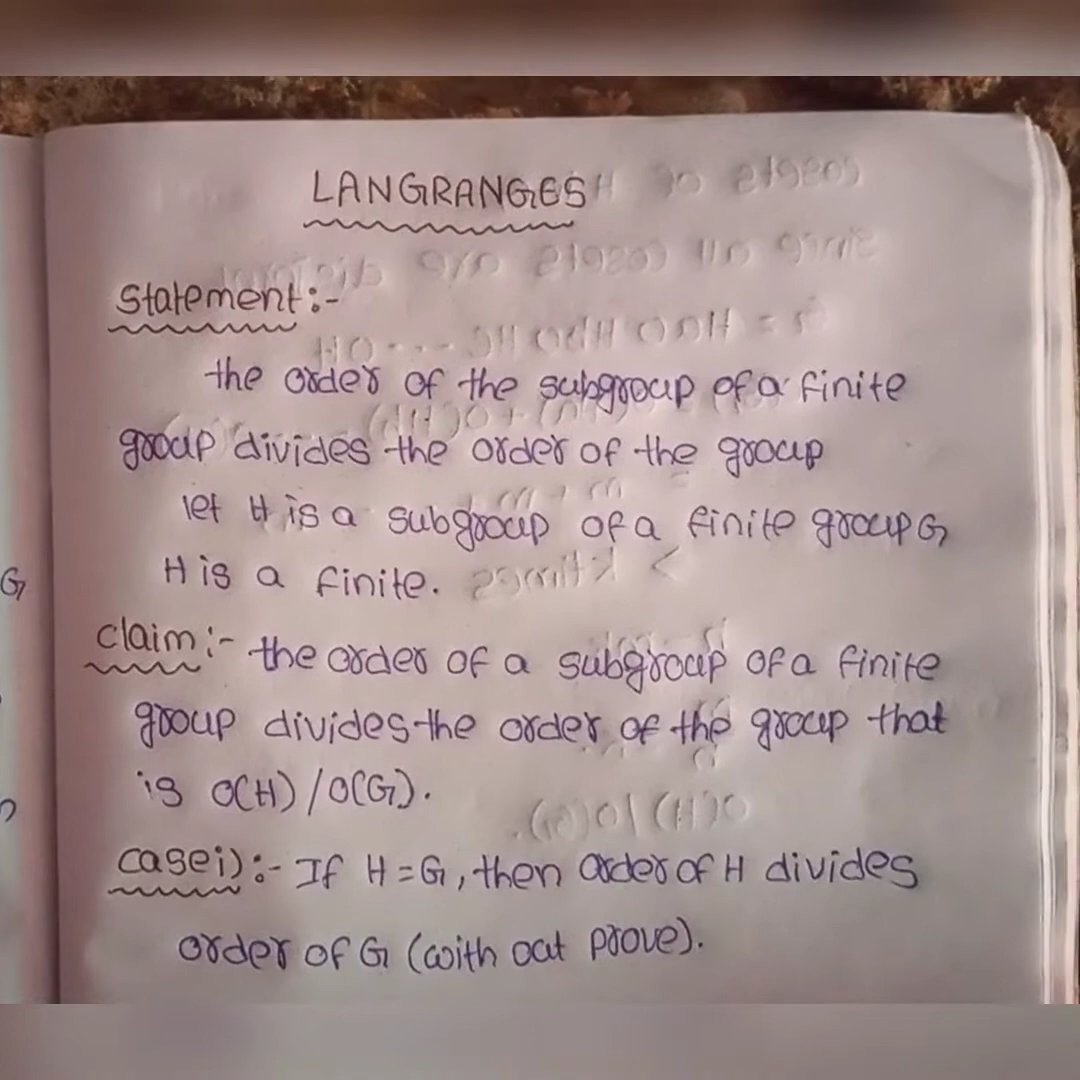 LANGRANGES
Statement:-
the order of the subgroup of a finite
group divides the order of the group
let H is a subgroup of a finite group G
H is a finite.
claim:- the order of a subgroup of a finite
group divides the order of the group that
is O(H)/O(G).
case i):- If H = G, then order of H divides
order of G (with out prove).
G